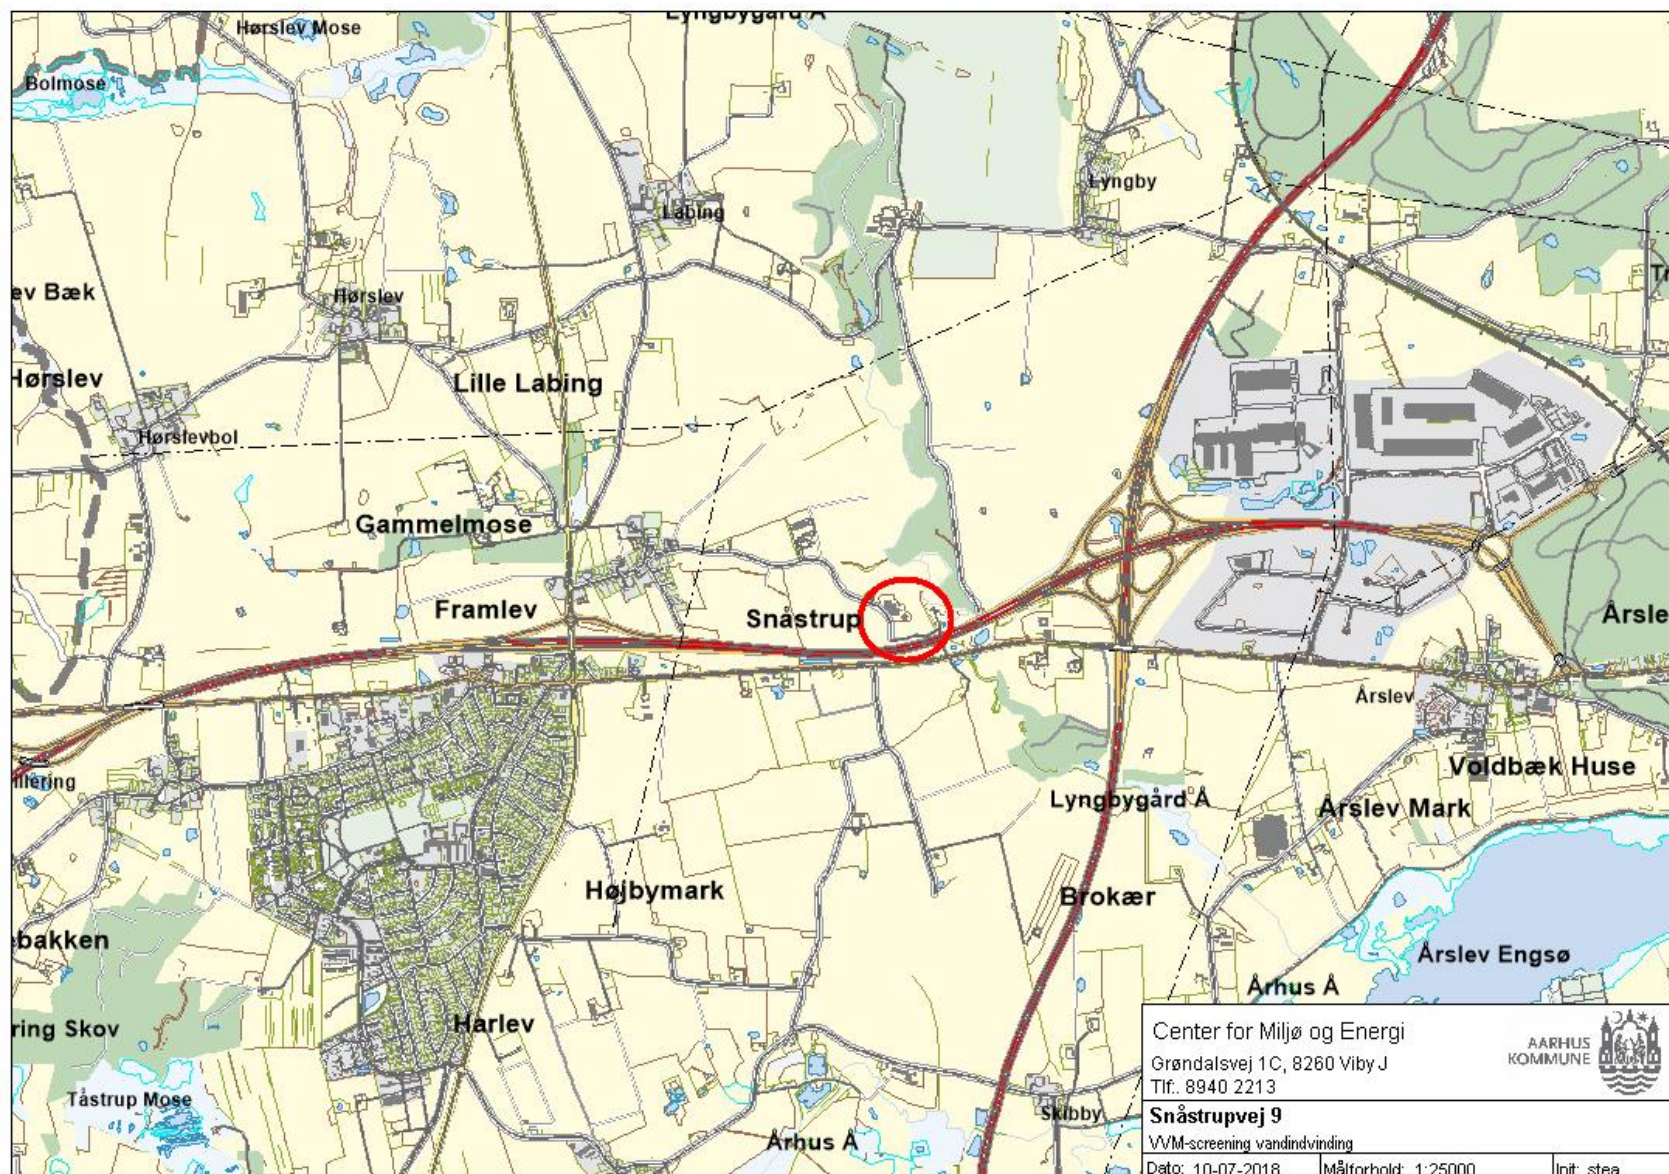 Lyngbygård Å
Hørslev Mose
Bolmose
Lyngby
Labing
ev Bæk
Hørslev
Tr
Hørslev
Lille Labing
Hørslevbol
Gammelmose
Framlev
Snåstrup
Årsle
Årslev
illering
Voldbæk Huse
Lyngbygård Å
Årslev Mark
Højbymark
Brokær
bakken
Årslev Engsø
Århus Å
ring Skov
Harlev
Tåstrup Mose
Skibby
Århus Å
Center for Miljø og Energi
Grøndalsvej 1C, 8260 Viby J
Tlf.: 8940 2213
AARHUS
KOMMUNE
Snåstrupvej 9
VVM-screening vandindvinding
Dato: 10-07-2018 Målforhold: 1:25000 Init: stea